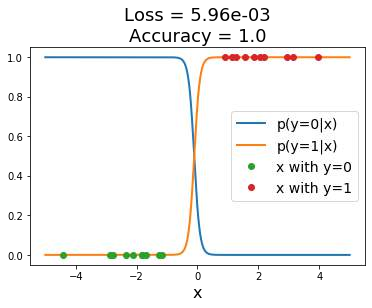 Loss = 5.96e-03
Accuracy = 1.0
1.0
0.8
0.6
0.4
0.2
0.0
p(y=0|x)
p(y=1|x)
x with y=0
x with y=1
−4 −2 0 2 4
x